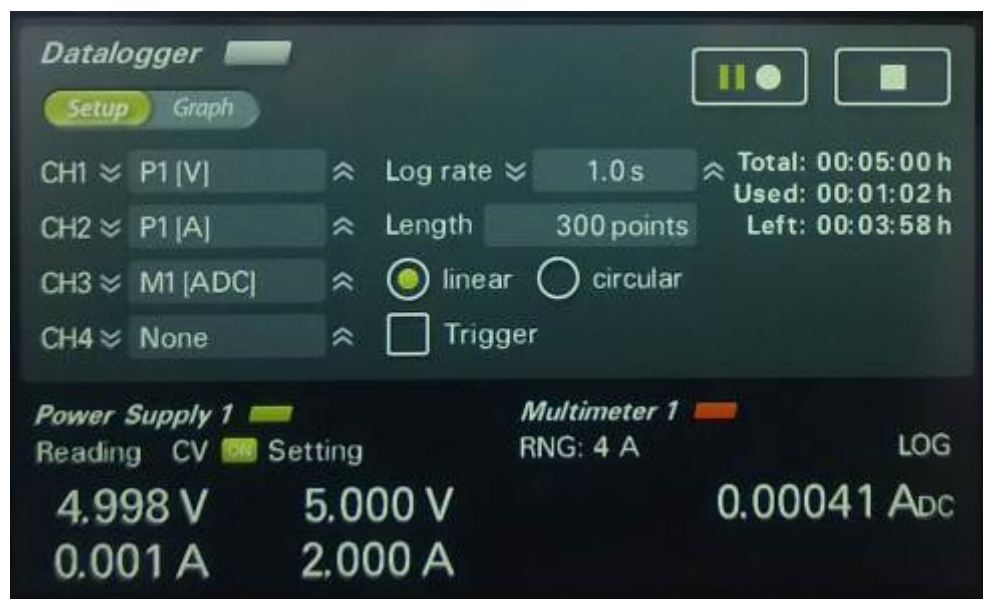 Datalogger
Setup Graph
CH1 P1 [V] Log rate 1.0 s Total: 00:05:00 h
Used: 00:01:02 h
CH2 P1 [A] Length 300 points Left: 00:03:58 h
CH3 M1 [ADC] linear circular
CH4 None Trigger
Power Supply 1 Multimeter 1
Reading CV ON Setting RNG: 4 A LOG
4.998 V 5.000 V 0.00041 ADC
0.001 A 2.000 A